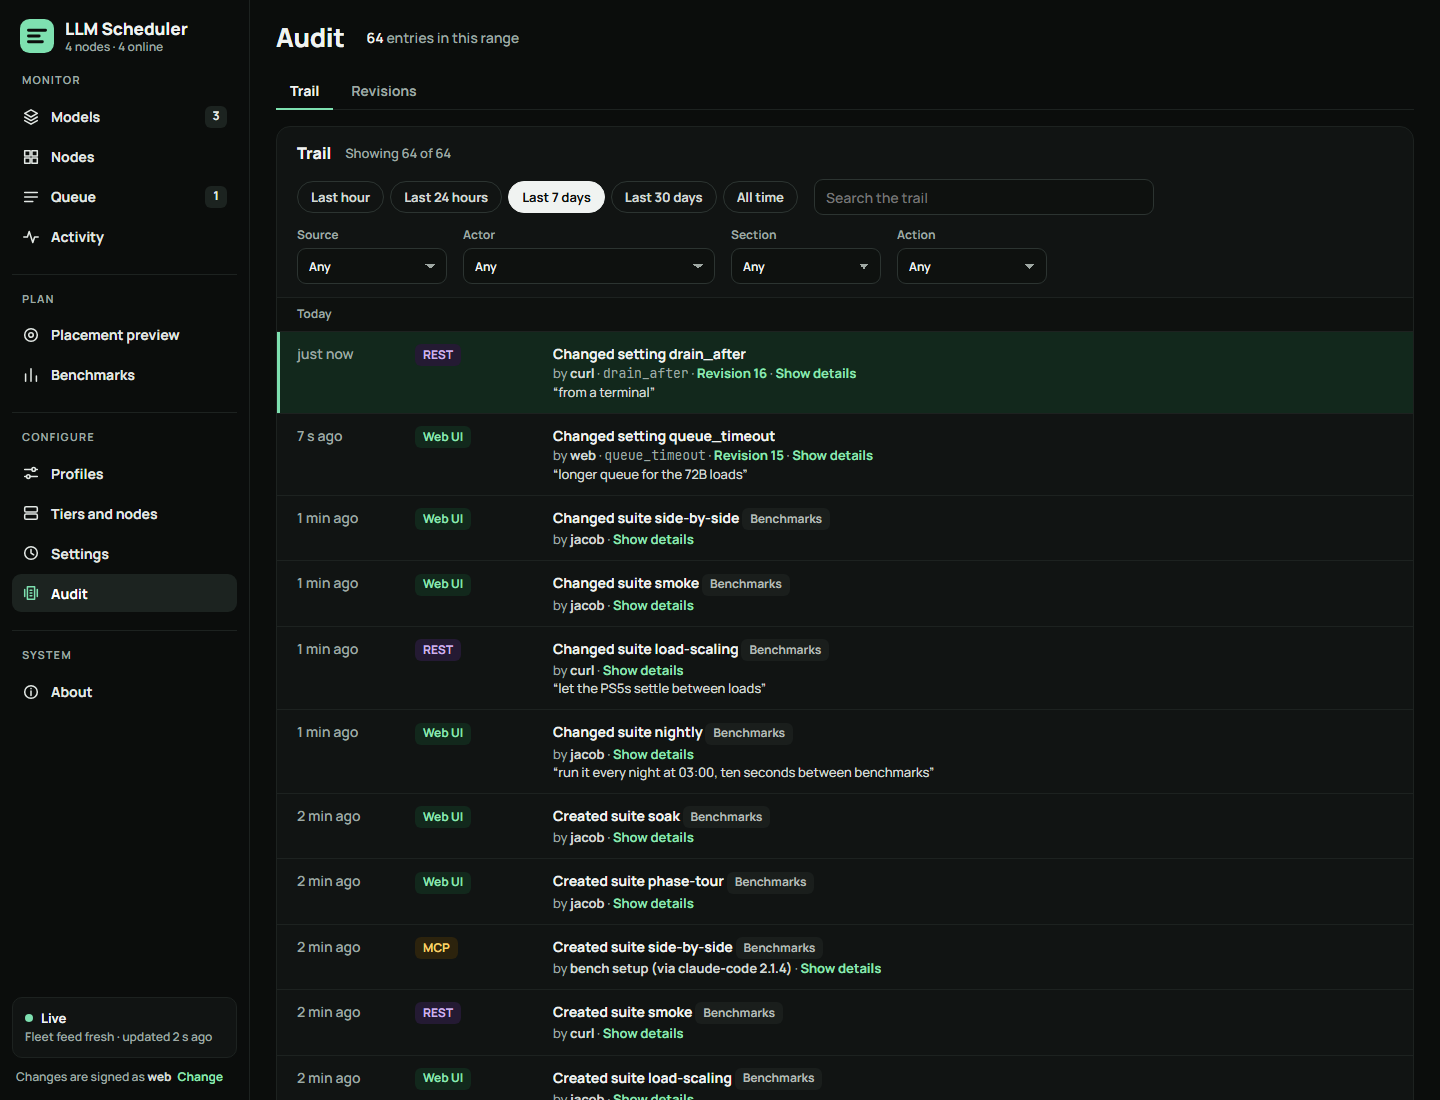 LLM Scheduler
4 nodes · 4 online
MONITOR
Models 3
Nodes
Queue 1
Activity
PLAN
Placement preview
Benchmarks
CONFIGURE
Profiles
Tiers and nodes
Settings
Audit
SYSTEM
About
Live
Fleet feed fresh · updated 2 s ago
Changes are signed as web Change
Audit 64 entries in this range
Trail Revisions
Trail Showing 64 of 64
Last hour Last 24 hours Last 7 days Last 30 days All time Search the trail
Source Actor Section Action
Any Any Any Any
Today
just now REST Changed setting drain_after
by curl · drain_after · Revision 16 · Show details
“from a terminal”
7 s ago Web UI Changed setting queue_timeout
by web · queue_timeout · Revision 15 · Show details
“longer queue for the 72B loads”
1 min ago Web UI Changed suite side-by-side Benchmarks
by jacob · Show details
1 min ago Web UI Changed suite smoke Benchmarks
by jacob · Show details
1 min ago REST Changed suite load-scaling Benchmarks
by curl · Show details
“let the PS5s settle between loads”
1 min ago Web UI Changed suite nightly Benchmarks
by jacob · Show details
“run it every night at 03:00, ten seconds between benchmarks”
2 min ago Web UI Created suite soak Benchmarks
by jacob · Show details
2 min ago Web UI Created suite phase-tour Benchmarks
by jacob · Show details
2 min ago MCP Created suite side-by-side Benchmarks
by bench setup (via claude-code 2.1.4) · Show details
2 min ago REST Created suite smoke Benchmarks
by curl · Show details
2 min ago Web UI Created suite load-scaling Benchmarks
by jacob · Show details